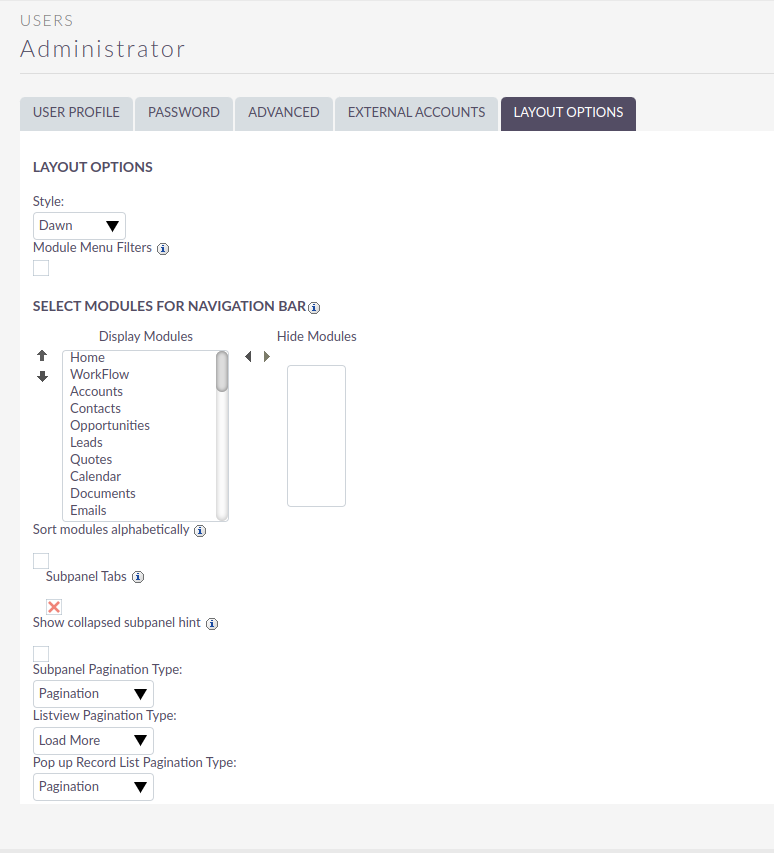 USERS
Administrator
USER PROFILE PASSWORD ADVANCED EXTERNAL ACCOUNTS LAYOUT OPTIONS
LAYOUT OPTIONS
Style:
Dawn
Module Menu Filters
SELECT MODULES FOR NAVIGATION BAR
Display Modules Hide Modules
Home
WorkFlow
Accounts
Contacts
Opportunities
Leads
Quotes
Calendar
Documents
Emails
Sort modules alphabetically
Subpanel Tabs
Show collapsed subpanel hint
Subpanel Pagination Type:
Pagination
Listview Pagination Type:
Load More
Pop up Record List Pagination Type:
Pagination